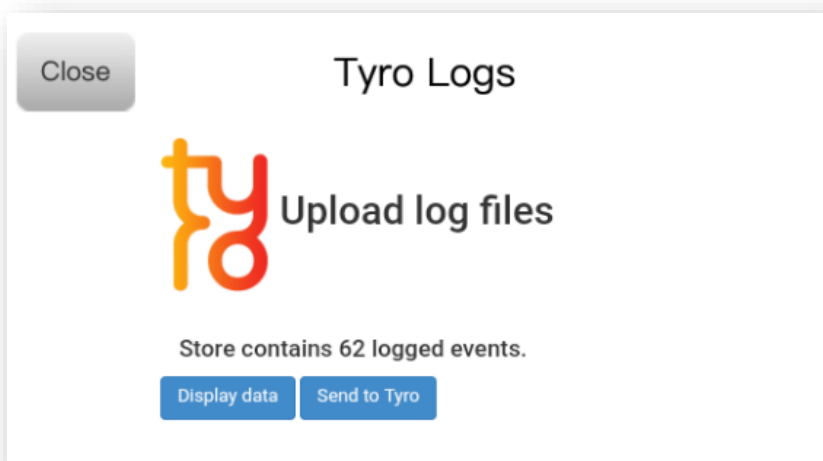 Close
Tyro Logs
tyro
Upload log files
Store contains 62 logged events.
Display data
Send to Tyro